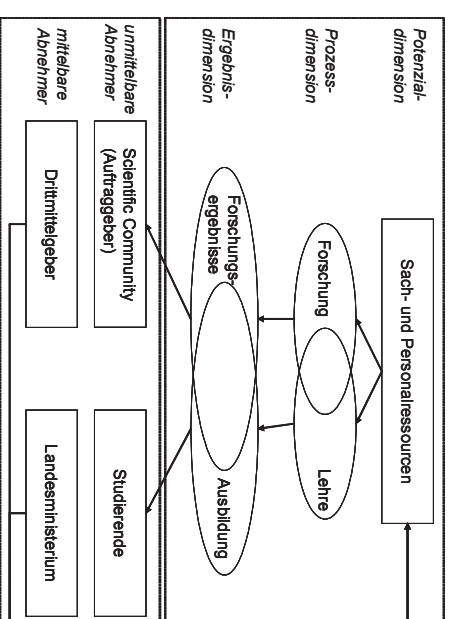 Potenzial-
dimension
Sach- und Personalressourcen
Prozess-
dimension
Forschung
Lehre
Ergebnis-
dimension
Forschungs-
ergebnisse
Ausbildung
unmittelbare
Abnehmer
Scientific Community
(Auftraggeber)
Studierende
mittelbare
Abnehmer
Drittmittelgeber
Landesministerium